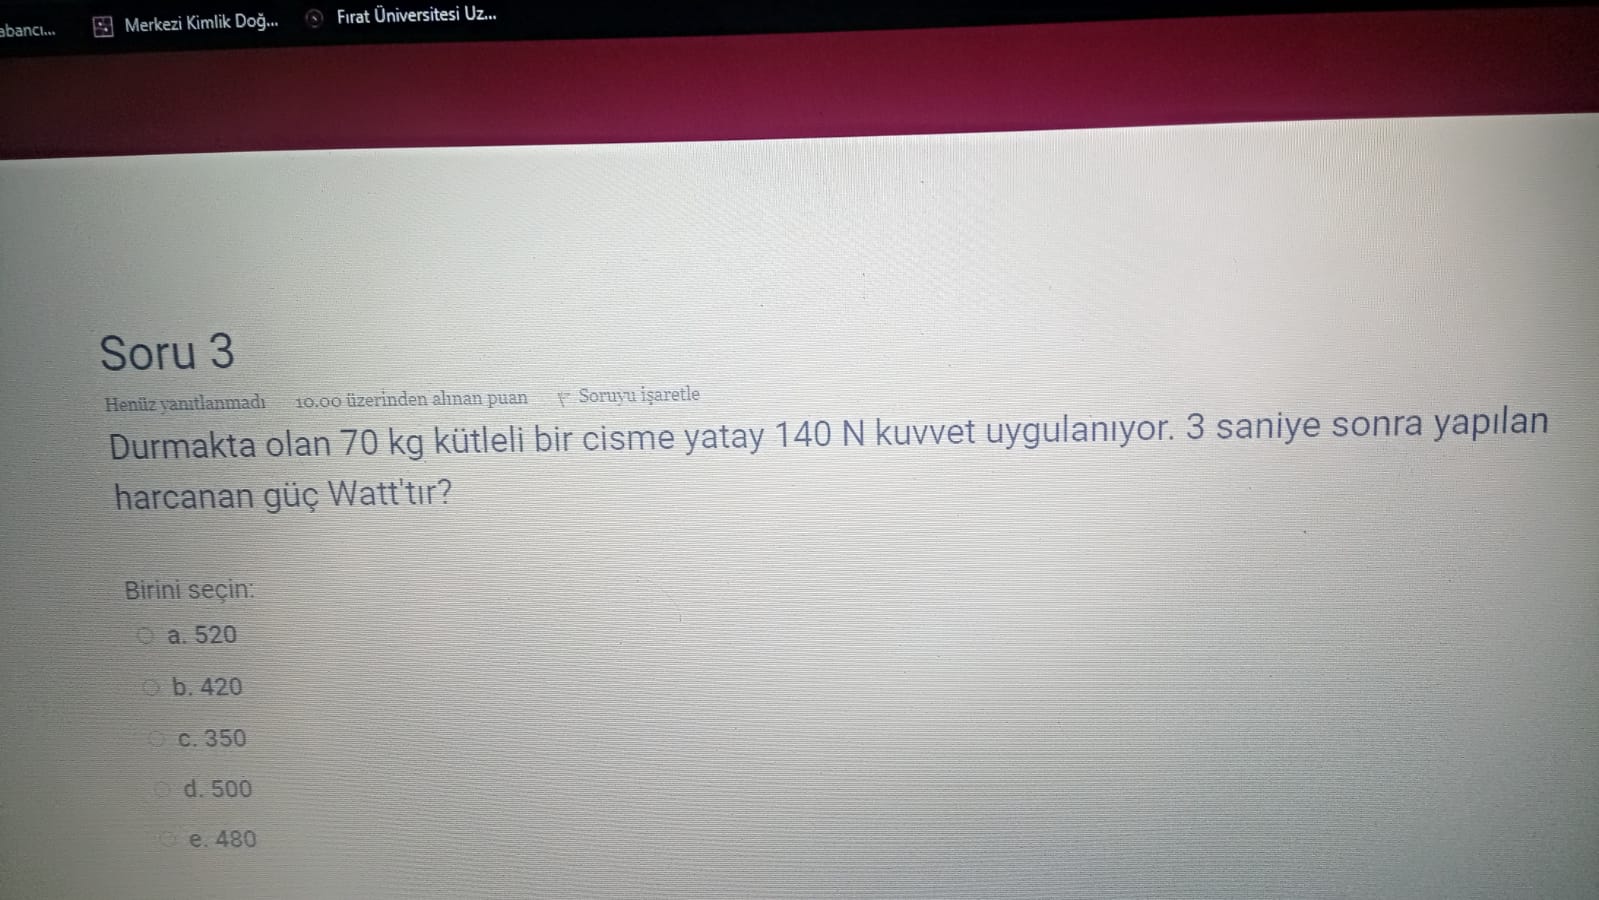 abancı...
Merkezi Kimlik Doğ...
Fırat Üniversitesi Uz...
Soru 3
Henüz yanıtlanmadı 10.00 üzerinden alınan puan Soruyu işaretle
Durmakta olan 70 kg kütleli bir cisme yatay 140 N kuvvet uygulanıyor. 3 saniye sonra yapılan
harcanan güç Watt'tır?
Birini seçin:
a. 520
b. 420
c. 350
d. 500
e. 480